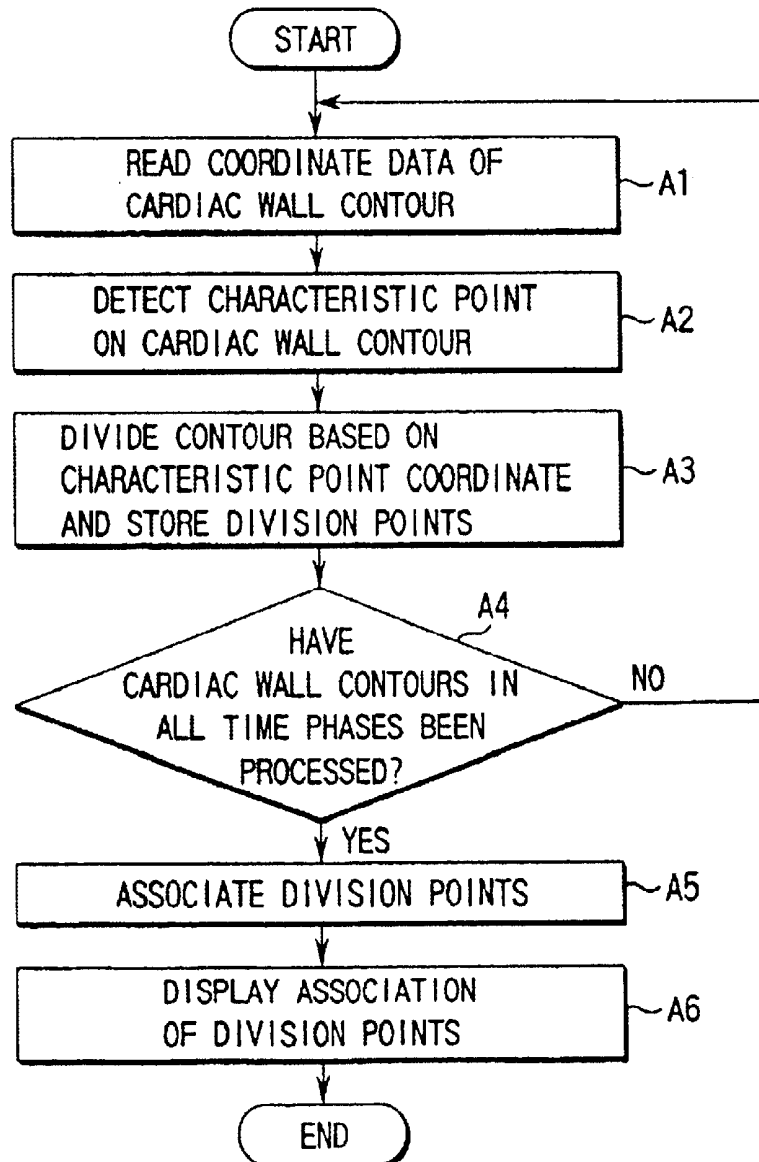 START
READ COORDINATE DATA OF
CARDIAC WALL CONTOUR
A1
DETECT CHARACTERISTIC POINT
ON CARDIAC WALL CONTOUR
A2
DIVIDE CONTOUR BASED ON
CHARACTERISTIC POINT COORDINATE
AND STORE DIVISION POINTS
A3
A4
HAVE
CARDIAC WALL CONTOURS IN
ALL TIME PHASES BEEN
PROCESSED?
NO
YES
ASSOCIATE DIVISION POINTS
A5
DISPLAY ASSOCIATION
OF DIVISION POINTS
A6
END